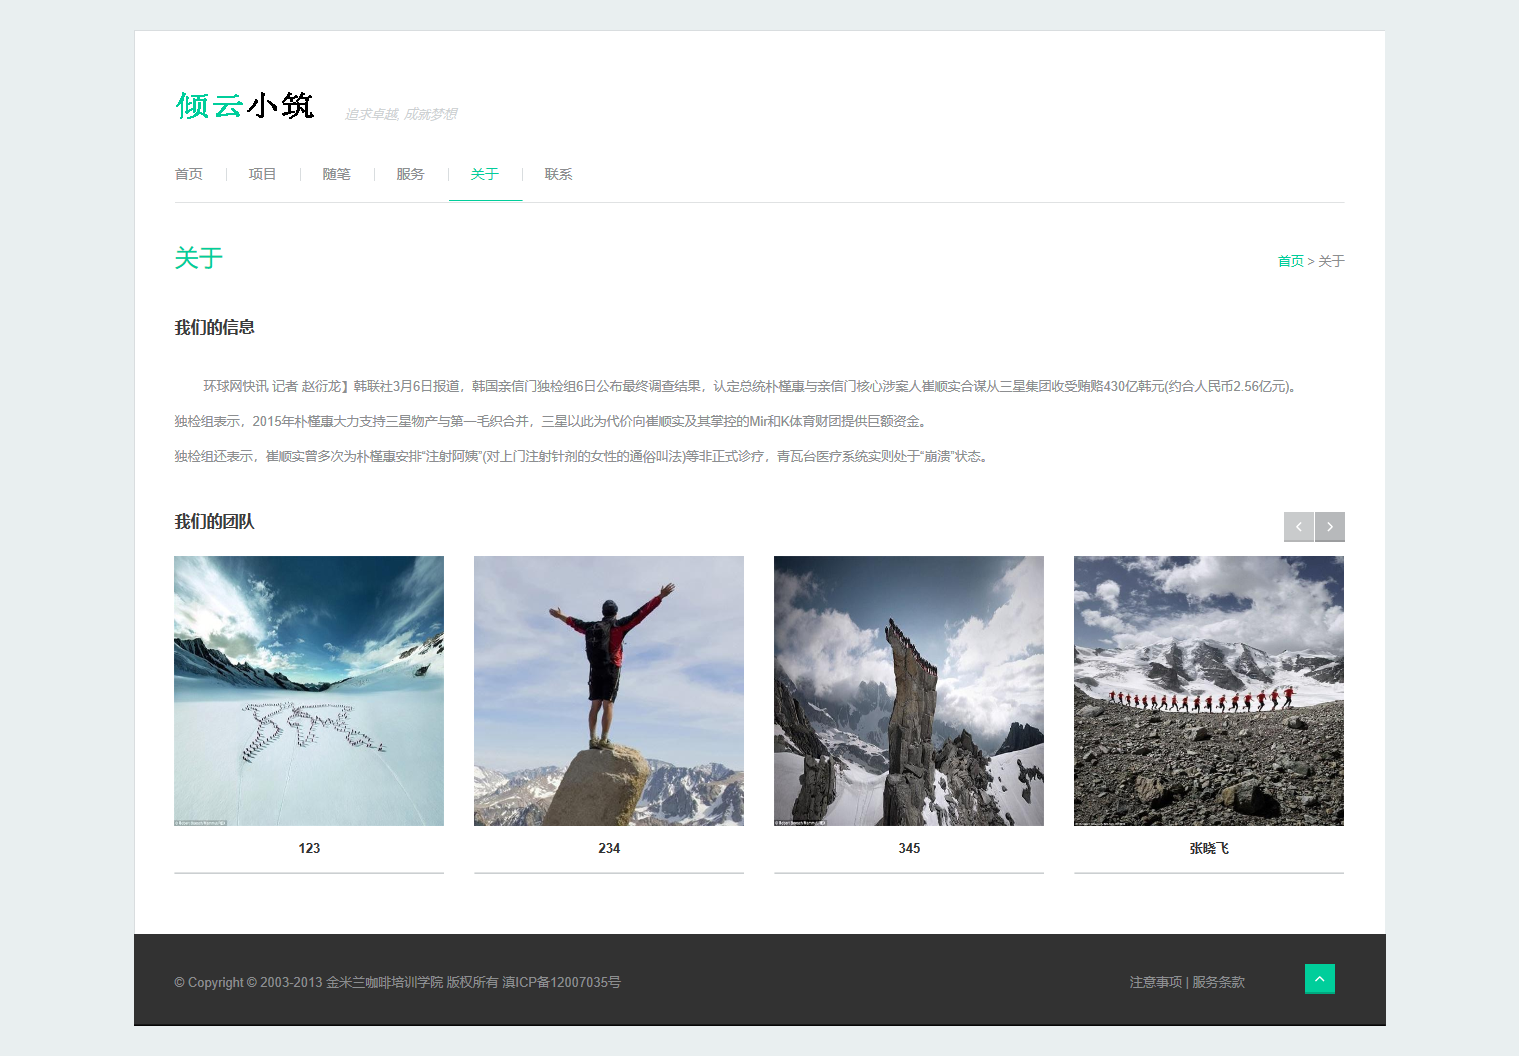 倾云小筑
追求卓越, 成就梦想
首页 项目 随笔 服务 关于 联系
关于
首页 > 关于
我们的信息
环球网快讯 记者 赵衍龙】韩联社3月6日报道，韩国亲信门独检组6日公布最终调查结果，认定总统朴槿惠与亲信门核心涉案人崔顺实合谋从三星集团收受贿赂430亿韩元(约合人民币2.56亿元)。
独检组表示，2015年朴槿惠大力支持三星物产与第一毛织合并，三星以此为代价向崔顺实及其掌控的Mir和K体育财团提供巨额资金。
独检组还表示，崔顺实曾多次为朴槿惠安排“注射阿姨”(对上门注射针剂的女性的通俗叫法)等非正式诊疗，青瓦台医疗系统实则处于“崩溃”状态。
我们的团队
123
234
345
张晓飞
© Copyright © 2003-2013 金米兰咖啡培训学院 版权所有 滇ICP备12007035号
注意事项 | 服务条款